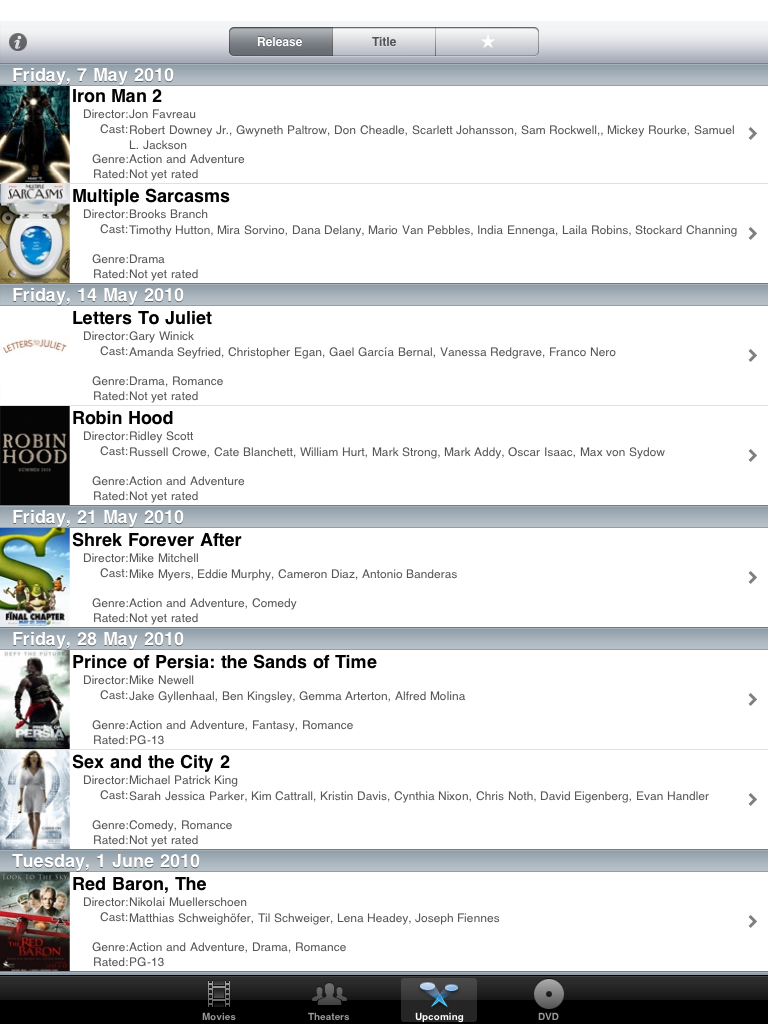 Release Title
Friday, 7 May 2010
Iron Man 2
Director:Jon Favreau
Cast:Robert Downey Jr., Gwyneth Paltrow, Don Cheadle, Scarlett Johansson, Sam Rockwell,, Mickey Rourke, Samuel
L. Jackson
Genre:Action and Adventure
Rated:Not yet rated
MULTIPLE
SARCASMS
Multiple Sarcasms
Director:Brooks Branch
Cast:Timothy Hutton, Mira Sorvino, Dana Delany, Mario Van Pebbles, India Ennenga, Laila Robins, Stockard Channing
Genre:Drama
Rated:Not yet rated
Friday, 14 May 2010
LETTERS TO JULIET
Letters To Juliet
Director:Gary Winick
Cast:Amanda Seyfried, Christopher Egan, Gael García Bernal, Vanessa Redgrave, Franco Nero
Genre:Drama, Romance
Rated:Not yet rated
ROBIN
HOOD
SUMMER 2010
Robin Hood
Director:Ridley Scott
Cast:Russell Crowe, Cate Blanchett, William Hurt, Mark Strong, Mark Addy, Oscar Isaac, Max von Sydow
Genre:Action and Adventure
Rated:Not yet rated
Friday, 21 May 2010
FINAL CHAPTER
Shrek Forever After
Director:Mike Mitchell
Cast:Mike Myers, Eddie Murphy, Cameron Diaz, Antonio Banderas
Genre:Action and Adventure, Comedy
Rated:Not yet rated
Friday, 28 May 2010
DEFY THE FUTURE
PERSIA
Prince of Persia: the Sands of Time
Director:Mike Newell
Cast:Jake Gyllenhaal, Ben Kingsley, Gemma Arterton, Alfred Molina
Genre:Action and Adventure, Fantasy, Romance
Rated:PG-13
2
Sex and the City 2
Director:Michael Patrick King
Cast:Sarah Jessica Parker, Kim Cattrall, Kristin Davis, Cynthia Nixon, Chris Noth, David Eigenberg, Evan Handler
Genre:Comedy, Romance
Rated:Not yet rated
Tuesday, 1 June 2010
LOOK TO THE SKY
THE RED
BARON
Red Baron, The
Director:Nikolai Muellerschoen
Cast:Matthias Schweighöfer, Til Schweiger, Lena Headey, Joseph Fiennes
Genre:Action and Adventure, Drama, Romance
Rated:PG-13
Movies Theaters Upcoming DVD